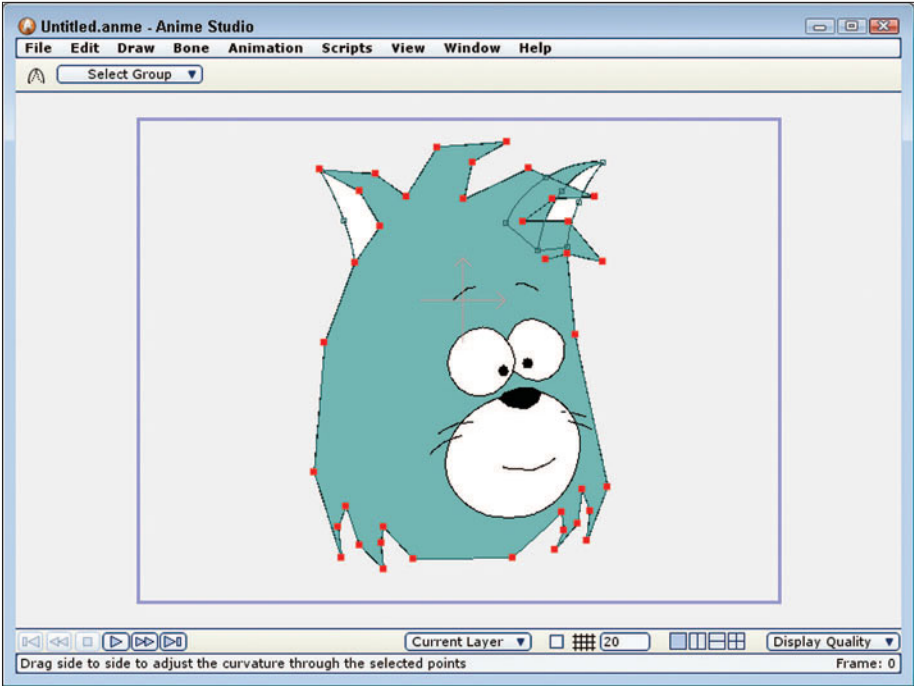 Untitled.anme - Anime Studio
File Edit Draw Bone Animation Scripts View Window Help
Select Group
Current Layer 20 Display Quality
Drag side to side to adjust the curvature through the selected points Frame: 0